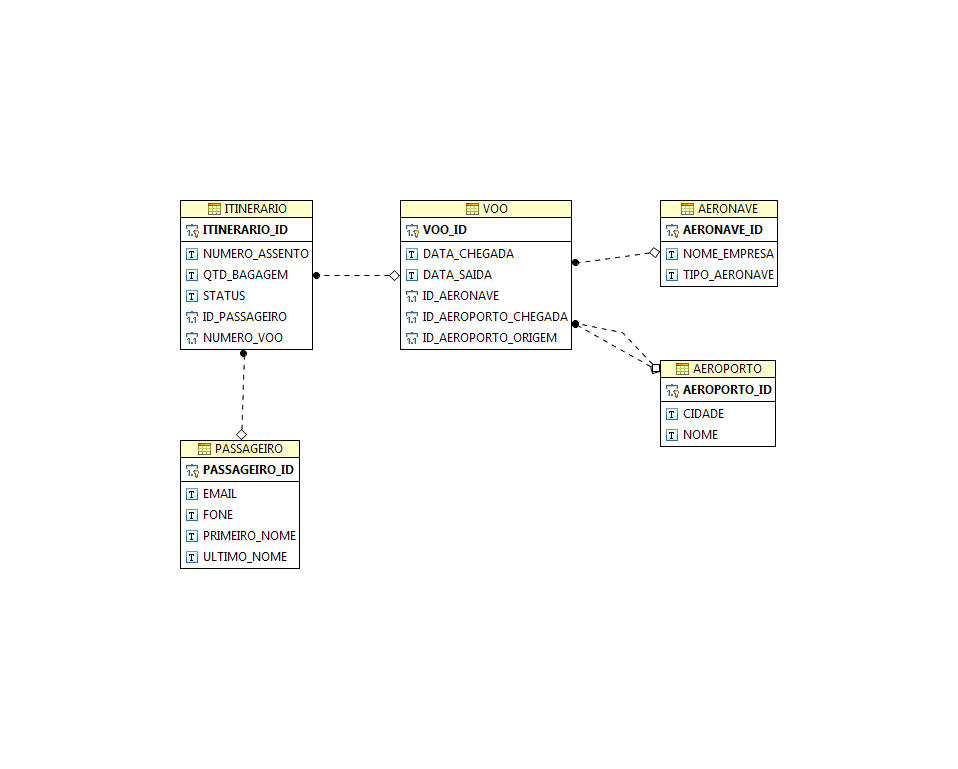 ITINERARIO
ITINERARIO_ID
NUMERO_ASSENTO
QTD_BAGAGEM
STATUS
ID_PASSAGEIRO
NUMERO_VOO
VOO
VOO_ID
DATA_CHEGADA
DATA_SAIDA
ID_AERONAVE
ID_AEROPORTO_CHEGADA
ID_AEROPORTO_ORIGEM
AERONAVE
AERONAVE_ID
NOME_EMPRESA
TIPO_AERONAVE
AEROPORTO
AEROPORTO_ID
CIDADE
NOME
PASSAGEIRO
PASSAGEIRO_ID
EMAIL
FONE
PRIMEIRO_NOME
ULTIMO_NOME